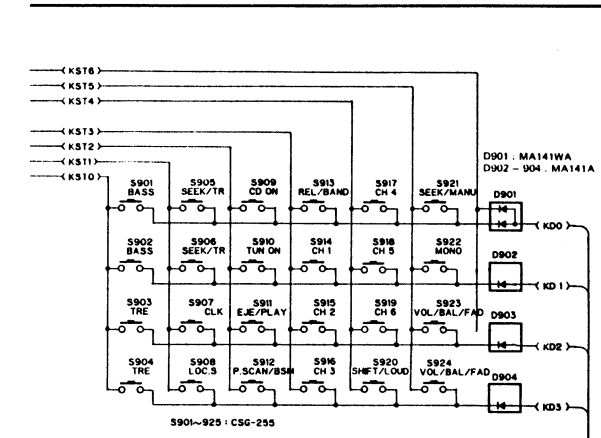 KST6
KST5
KST4
KST3
KST2
KST1
KST0
D901 : MA141WA
D902 - 904 . MA141A
S901 S905 S909 S913 S917 S921
BASS SEEK/TR CD ON REL/BAND CH 4 SEEK/MANU D901
KD0
S902 S906 S910 S914 S918 S922 D902
BASS SEEK/TR TUN ON CH 1 CH 5 MONO
KD1
S903 S907 CLK S911 S915 S919 S923 D903
TRE EJE/PLAY CH 2 CH 6 VOL/BAL/FAD
KD2
S904 S908 S912 S916 S920 S924
TRE LOC.S P.SCAN/BSM CH 3 SHIFT/LOUD VOL/BAL/FAD D904
KD3
S901~925 : CSG-255